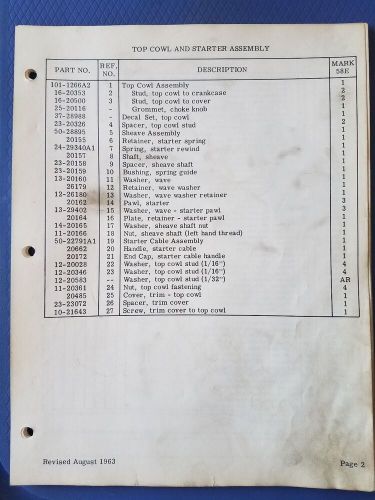 TOP COWL AND STARTER ASSEMBLY
PART NO. REF. NO. DESCRIPTION MARK 58E
101-1266A2 1 Top Cowl Assembly 1
16-20353 2 Stud, top cowl to crankcase 2
16-20500 3 Stud, top cowl to cover 2
25-20116 - Grommet, choke knob 1
37-28988 - Decal Set, top cowl 1
23-20326 4 Spacer, top cowl stud 2
50-28895 5 Sheave Assembly 1
20155 6 Retainer, starter spring 1
24-29340A1 7 Spring, starter rewind 1
20157 8 Shaft, sheave 1
23-20158 9 Spacer, sheave shaft 1
23-20159 10 Bushing, spring guide 1
13-20160 11 Washer, wave 1
26179 12 Retainer, wave washer 1
12-26180 13 Washer, wave washer retainer 1
20162 14 Pawl, starter 3
13-29402 15 Washer, wave - starter pawl 3
20164 16 Plate, retainer - starter pawl 1
14-20165 17 Washer, sheave shaft nut 1
11-20166 18 Nut, sheave shaft (left hand thread) 1
50-22791A1 19 Starter Cable Assembly 1
20662 20 Handle, starter cable 1
20172 21 End Cap, starter cable handle 1
12-20028 22 Washer, top cowl stud (1/16") 4
12-20346 23 Washer, top cowl stud (1/16") 4
12-20583 - Washer, top cowl stud (1/32") AR
11-20361 24 Nut, top cowl fastening 4
20485 25 Cover, trim - top cowl 1
23-23072 26 Spacer, trim cover 1
10-21643 27 Screw, trim cover to top cowl 1
Revised August 1963 Page 2